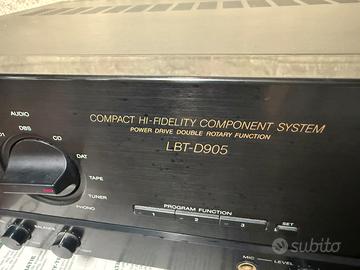 COMPACT HI-FIDELITY COMPONENT SYSTEM
POWER DRIVE DOUBLE ROTARY FUNCTION
LBT-D905
AUDIO
DBS
CD
DAT
TAPE
TUNER
PHONO
PROGRAM FUNCTION
1 2 3
SET
BALANCE
MIC
LEVEL
subito